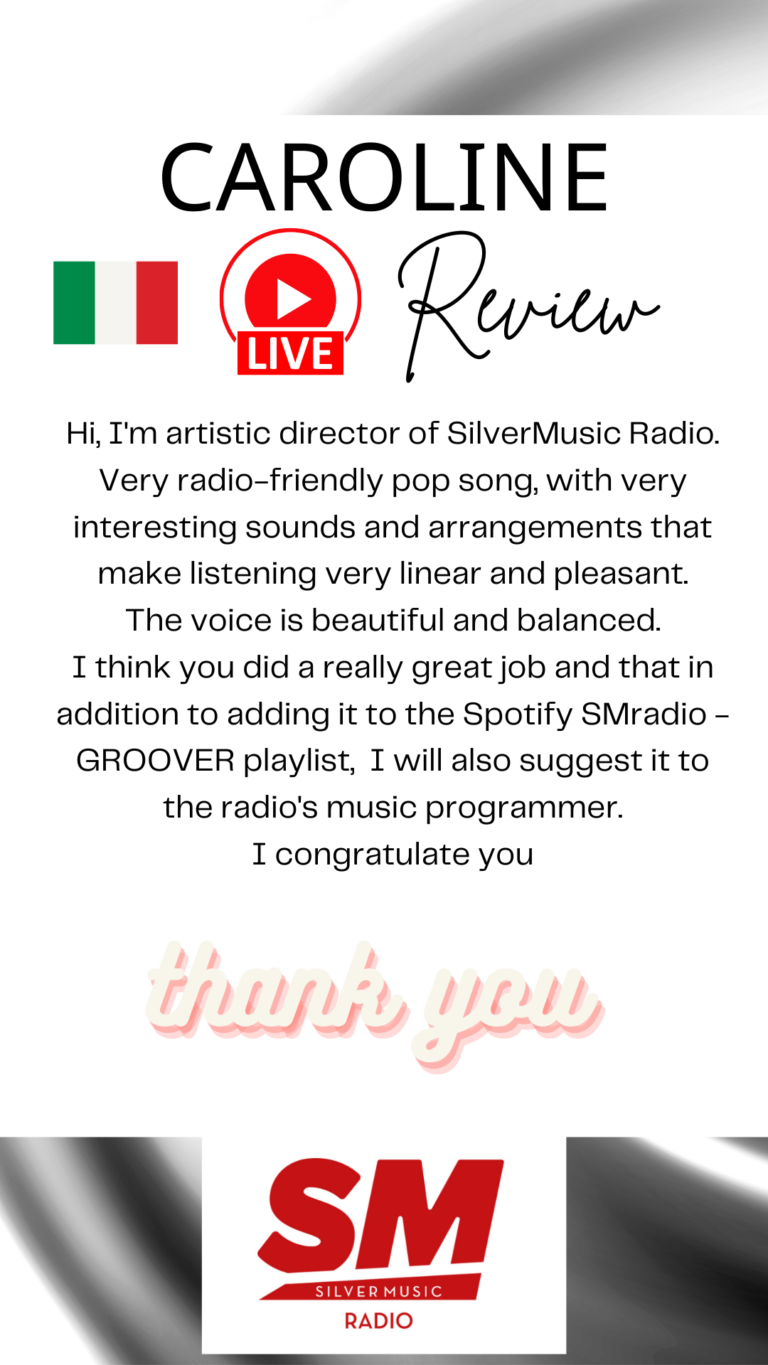 CAROLINE
LIVE
Review
Hi, I'm artistic director of SilverMusic Radio.
Very radio-friendly pop song, with very
interesting sounds and arrangements that
make listening very linear and pleasant.
The voice is beautiful and balanced.
I think you did a really great job and that in
addition to adding it to the Spotify SMradio -
GROOVER playlist,  I will also suggest it to
the radio's music programmer.
I congratulate you
thank you
SM
SILVERMUSIC
RADIO